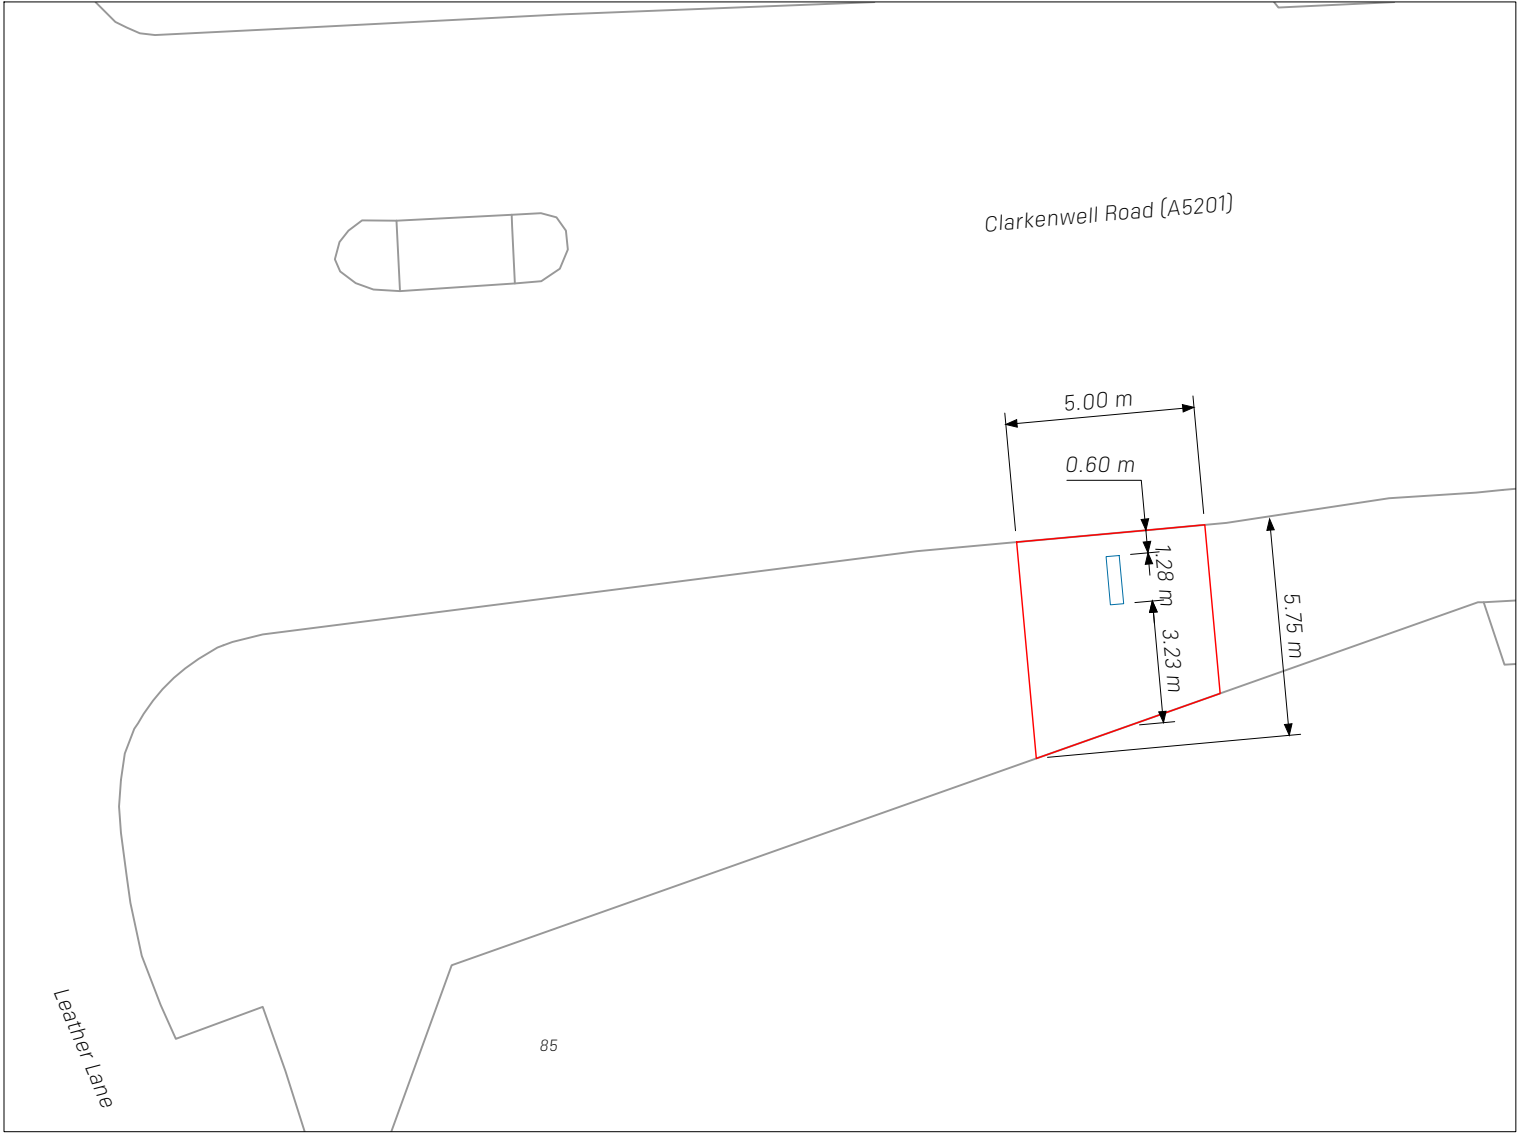 Clarkenwell Road (A5201)
5.00 m
0.60 m
1.28 m
3.23 m
5.75 m
85
Leather Lane